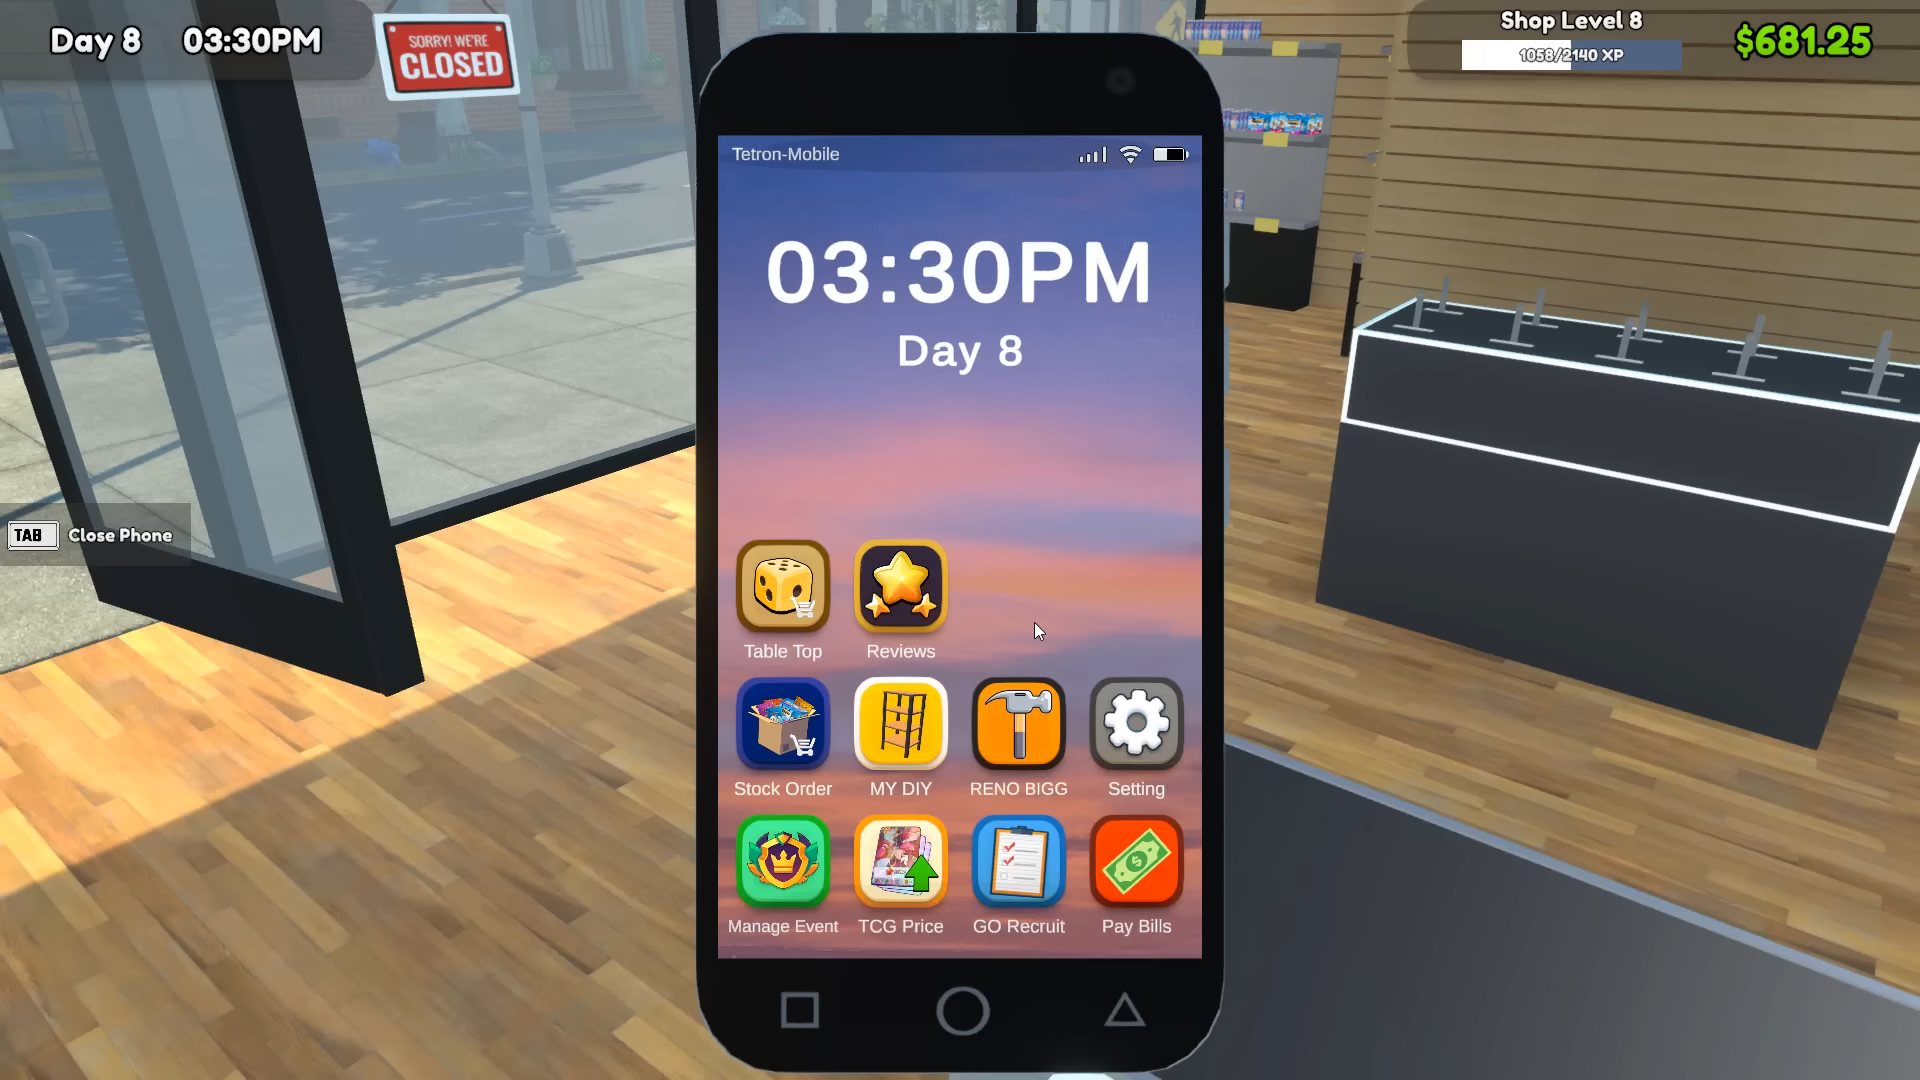 Day 8 03:30PM
SORRY! WE'RE
CLOSED
Shop Level 8
1058/2140 XP
$681.25
Tetron-Mobile
03:30PM
Day 8
TAB Close Phone
Table Top Reviews
Stock Order MY DIY RENO BIGG Setting
Manage Event TCG Price GO Recruit Pay Bills